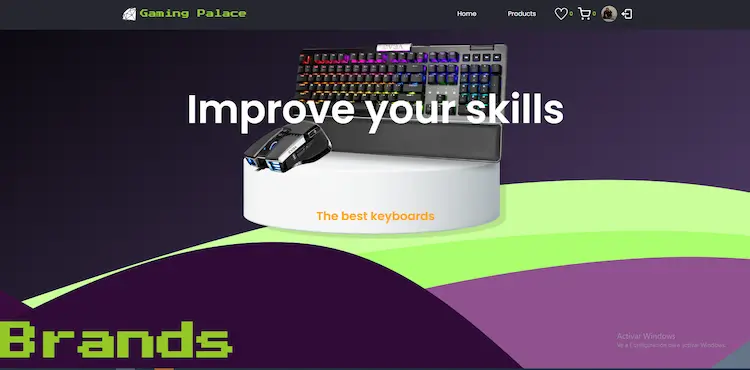 Gaming Palace
Home
Products
0
0
Improve your skills
The best keyboards
Brands
Activar Windows
Ve a Configuración para activar Windows.